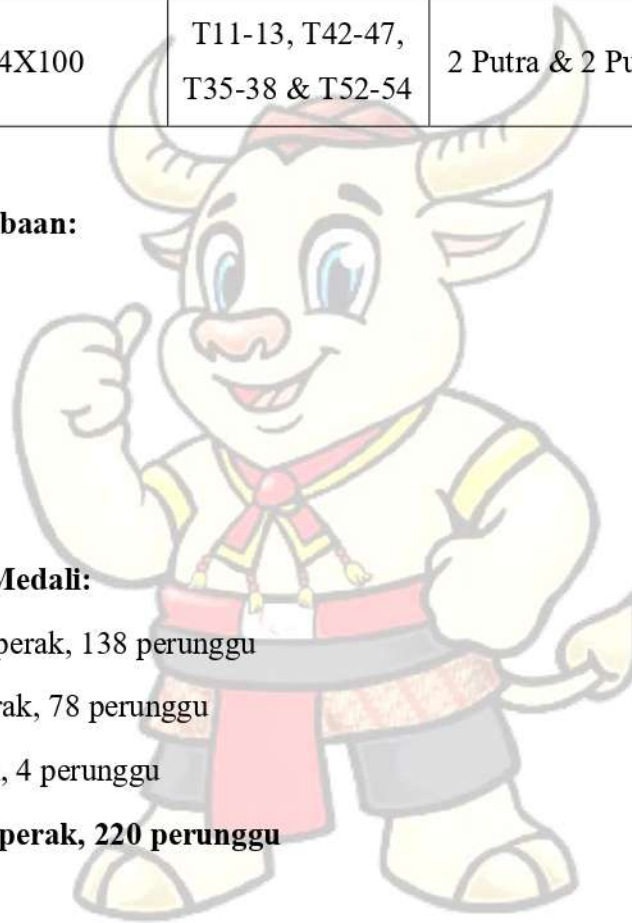 4X100
T11-13, T42-47,
T35-38 & T52-54
2 Putra & 2 Pu
baan:
Medali:
perak, 138 perunggu
rak, 78 perunggu
, 4 perunggu
perak, 220 perunggu